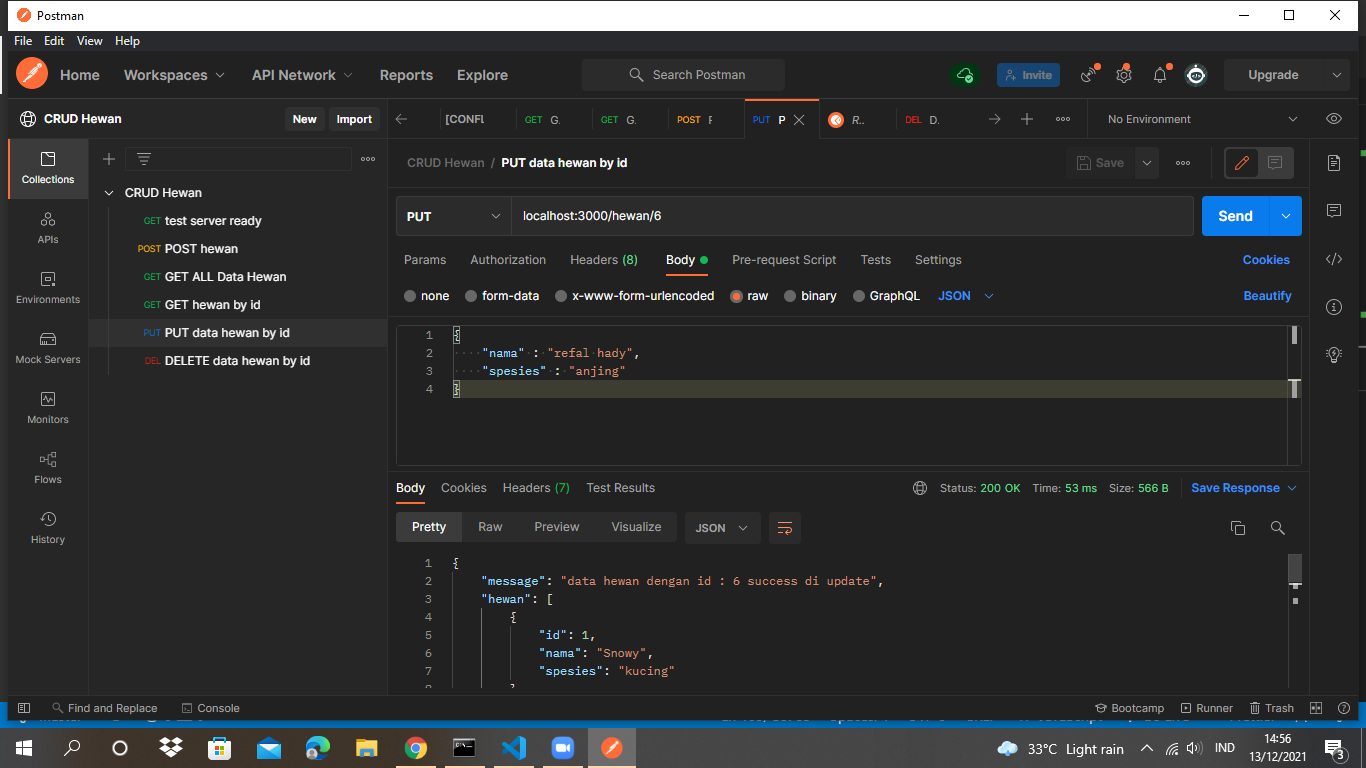 Postman
File Edit View Help
Home Workspaces API Network Reports Explore Search Postman Invite Upgrade
CRUD Hewan New Import [CONFL GET G. GET G. POST F PUT P R.. DEL D. No Environment
Collections
APIs
Environments
Mock Servers
Monitors
Flows
History
CRUD Hewan
GET test server ready
POST POST hewan
GET GET ALL Data Hewan
GET GET hewan by id
PUT PUT data hewan by id
DEL DELETE data hewan by id
CRUD Hewan / PUT data hewan by id Save
PUT localhost:3000/hewan/6 Send
Params Authorization Headers (8) Body Pre-request Script Tests Settings Cookies
none form-data x-www-form-urlencoded raw binary GraphQL JSON Beautify
1 {
2 "nama" : "refal hady",
3 "spesies" : "anjing"
4 }
Body Cookies Headers (7) Test Results Status: 200 OK Time: 53 ms Size: 566 B Save Response
Pretty Raw Preview Visualize JSON
1 {
2 "message": "data hewan dengan id : 6 success di update",
3 "hewan": [
4 {
5 "id": 1,
6 "nama": "Snowy",
7 "spesies": "kucing"
Find and Replace Console Bootcamp Runner Trash
33°C Light rain IND 14:56
13/12/2021 3